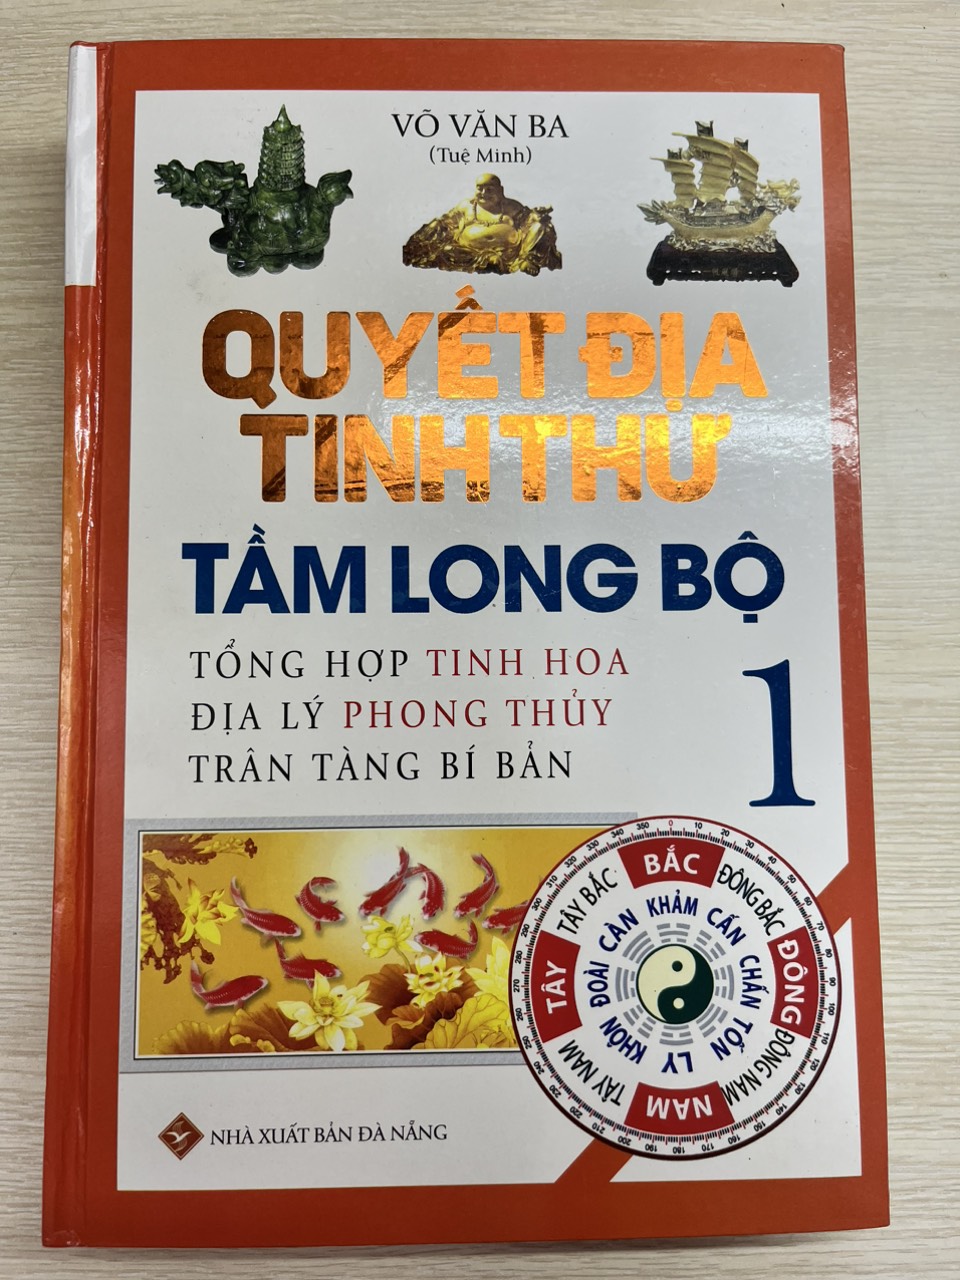 VÕ VĂN BA
(Tuệ Minh)
QUYẾT ĐỊA
TINH THƯ
TẦM LONG BỘ
1
TỔNG HỢP TINH HOA
ĐỊA LÝ PHONG THỦY
TRÂN TÀNG BÍ BẢN
BẮC
ĐÔNG BẮC
ĐÔNG
ĐÔNG NAM
NAM
TÂY NAM
TÂY
TÂY BẮC
KHẢM
CẤN
CHẤN
TỐN
LY
KHÔN
ĐOÀI
CÀN
NHÀ XUẤT BẢN ĐÀ NẴNG